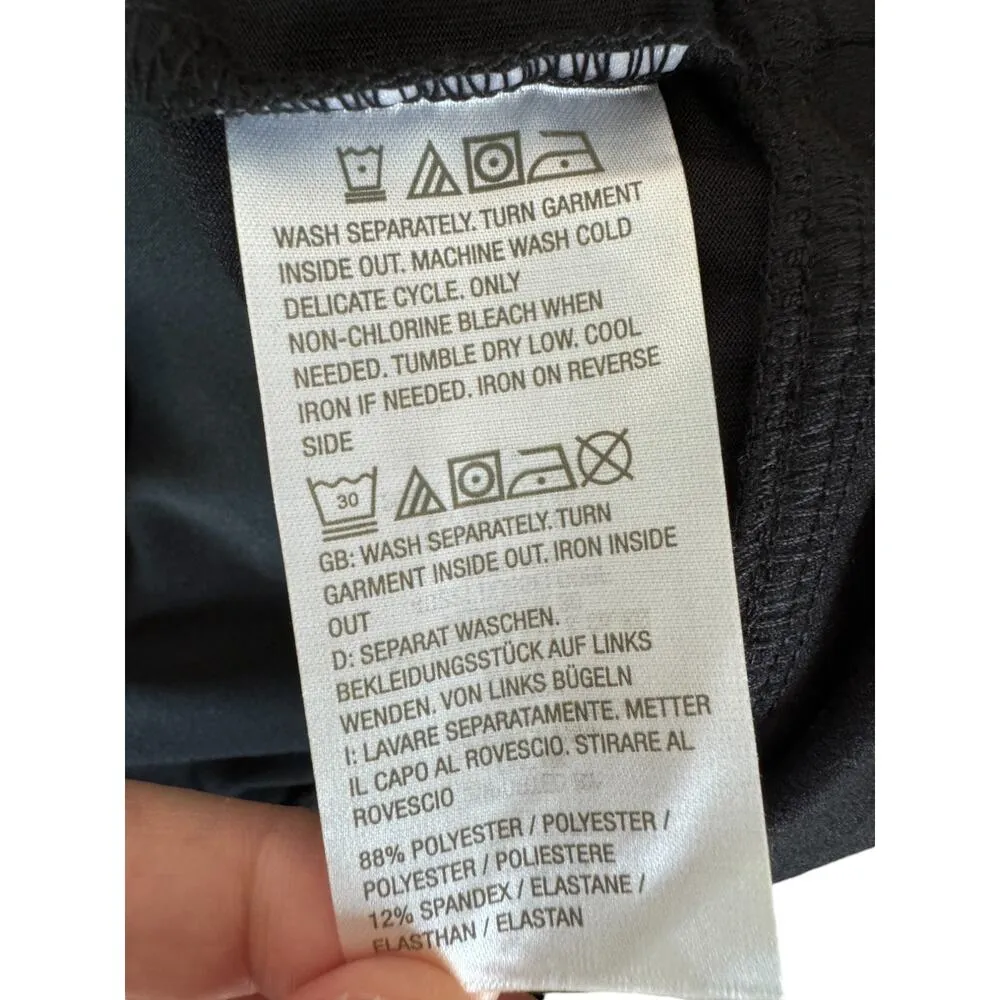 WASH SEPARATELY. TURN GARMENT
INSIDE OUT. MACHINE WASH COLD
DELICATE CYCLE. ONLY
NON-CHLORINE BLEACH WHEN
NEEDED. TUMBLE DRY LOW. COOL
IRON IF NEEDED. IRON ON REVERSE
SIDE
30
GB: WASH SEPARATELY. TURN
GARMENT INSIDE OUT. IRON INSIDE
OUT
D: SEPARAT WASCHEN.
BEKLEIDUNGSSTÜCK AUF LINKS
WENDEN. VON LINKS BÜGELN
I: LAVARE SEPARATAMENTE. METTER
IL CAPO AL ROVESCIO. STIRARE AL
ROVESCIO
88% POLYESTER / POLYESTER /
POLYESTER / POLIESTERE
12% SPANDEX / ELASTANE /
ELASTHAN / ELASTAN